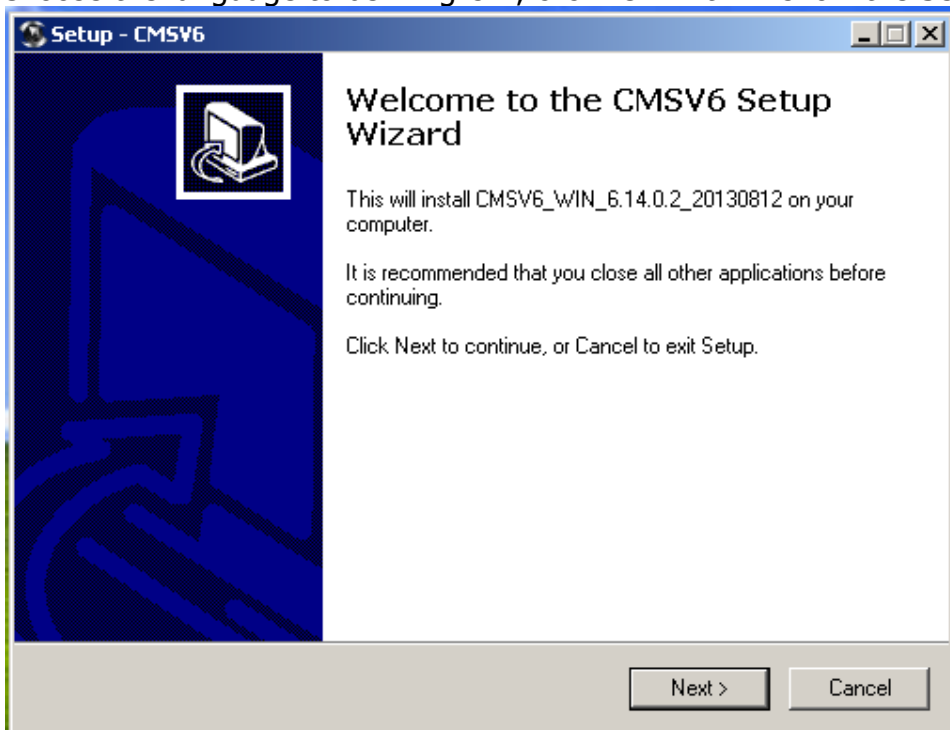 Setup - CMSV6
Welcome to the CMSV6 Setup
Wizard
This will install CMSV6_WIN_6.14.0.2_20130812 on your
computer.
It is recommended that you close all other applications before
continuing.
Click Next to continue, or Cancel to exit Setup.
Next >
Cancel